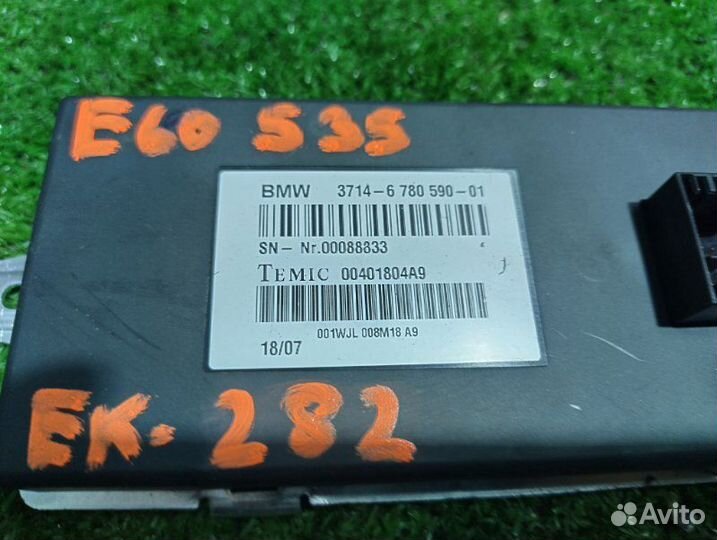 E60 535
BMW 3714-6 780 590-01
SN- Nr.00088833
TEMIC 00401804A9
001WJL 008M18 A9
18/07
EK-282
Avito